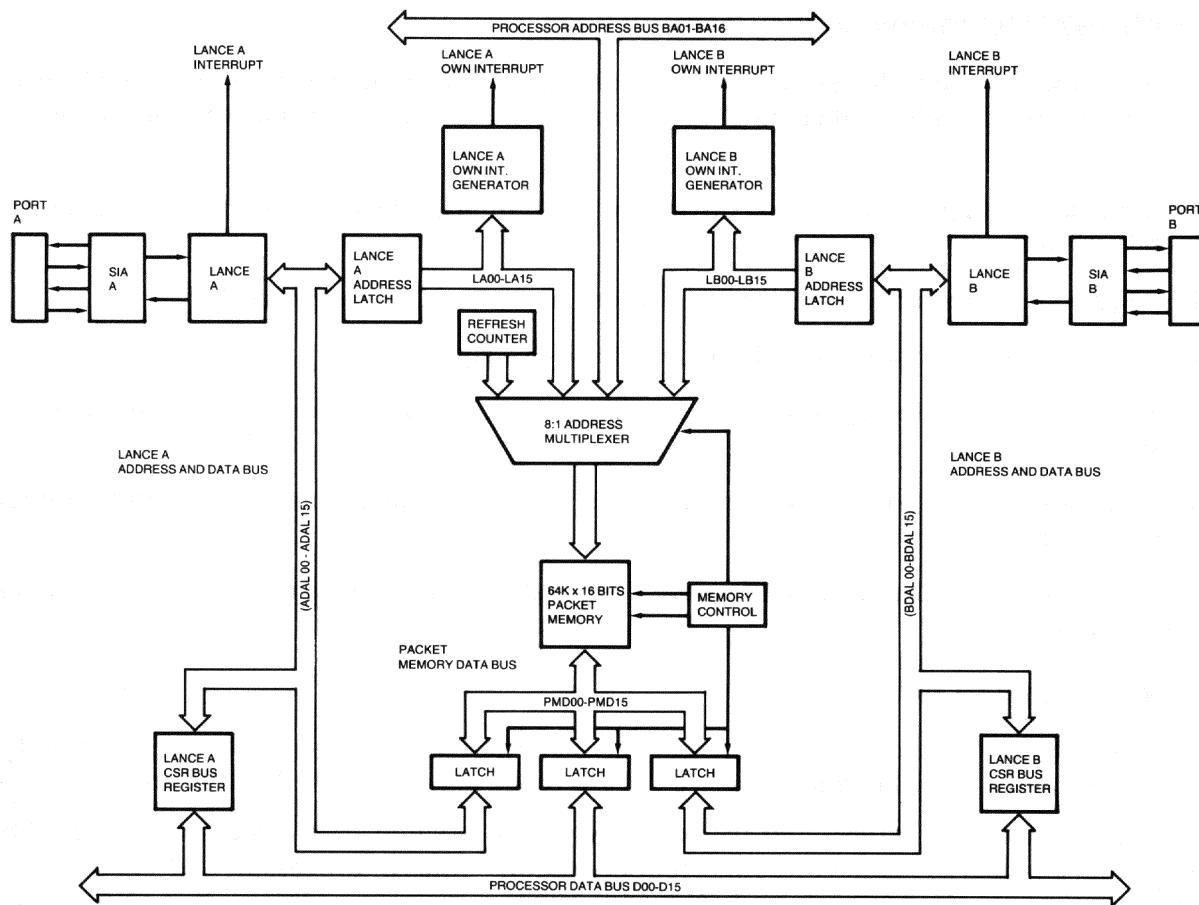 PROCESSOR ADDRESS BUS BA01-BA16
LANCE A
INTERRUPT
LANCE A
OWN INTERRUPT
LANCE B
OWN INTERRUPT
LANCE B
INTERRUPT
LANCE A
OWN INT.
GENERATOR
LANCE B
OWN INT.
GENERATOR
PORT
A
SIA
A
LANCE
A
LANCE
A
ADDRESS
LATCH
LA00-LA15
LB00-LB15
LANCE
B
ADDRESS
LATCH
LANCE
B
SIA
B
PORT
B
REFRESH
COUNTER
8:1 ADDRESS
MULTIPLEXER
LANCE A
ADDRESS AND DATA BUS
LANCE B
ADDRESS AND DATA BUS
(ADAL 00 - ADAL 15)
(BDAL 00-BDAL 15)
64K x 16 BITS
PACKET
MEMORY
MEMORY
CONTROL
PACKET
MEMORY DATA BUS
PMD00-PMD15
LANCE A
CSR BUS
REGISTER
LATCH
LATCH
LATCH
LANCE B
CSR BUS
REGISTER
PROCESSOR DATA BUS D00-D15